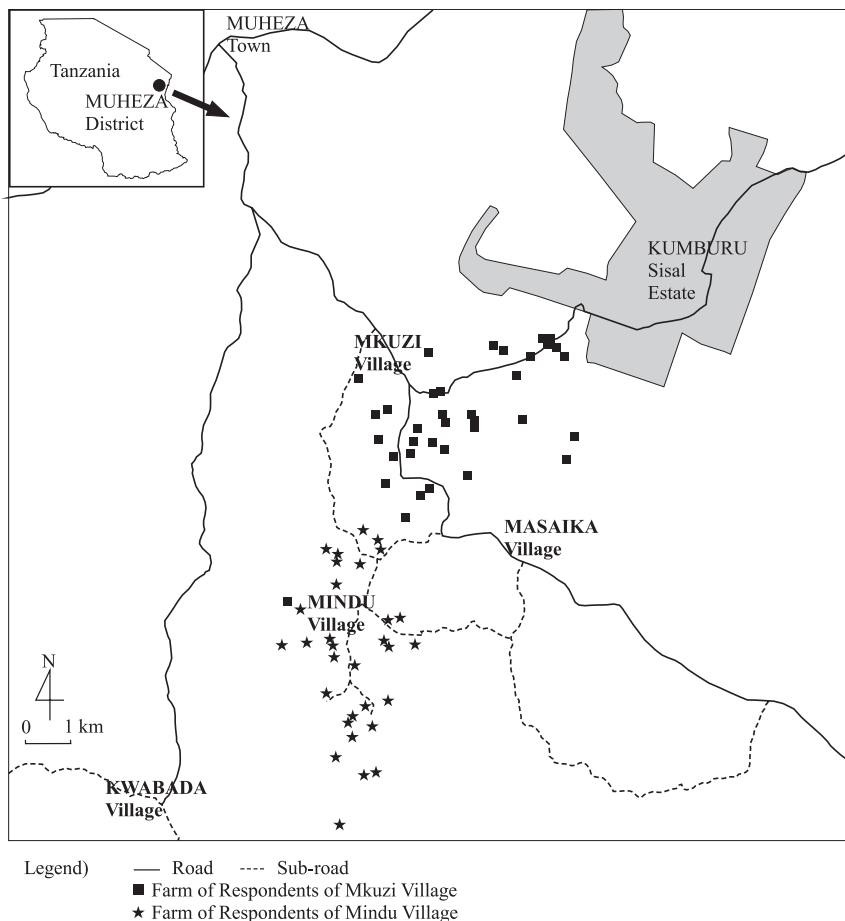 MUHEZA
Town
Tanzania
MUHEZA
District
KUMBURU
Sisal
Estate
MKUZI
Village
MASAIKA
Village
MINDU
Village
N
0 1 km
KWABADA
Village
Legend) Road Sub-road
Farm of Respondents of Mkuzi Village
Farm of Respondents of Mindu Village